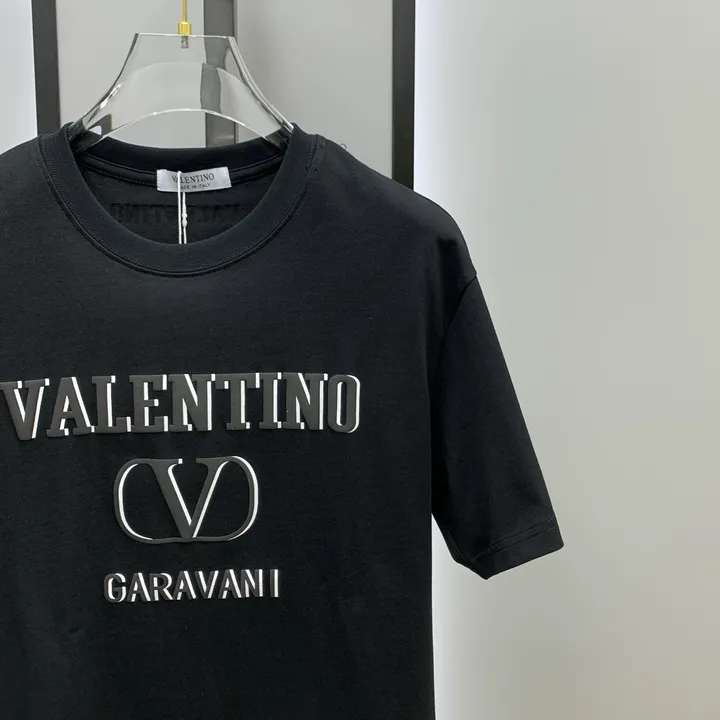 VALENTINO
MADE IN ITALY
VALENTINO
V
GARAVANI